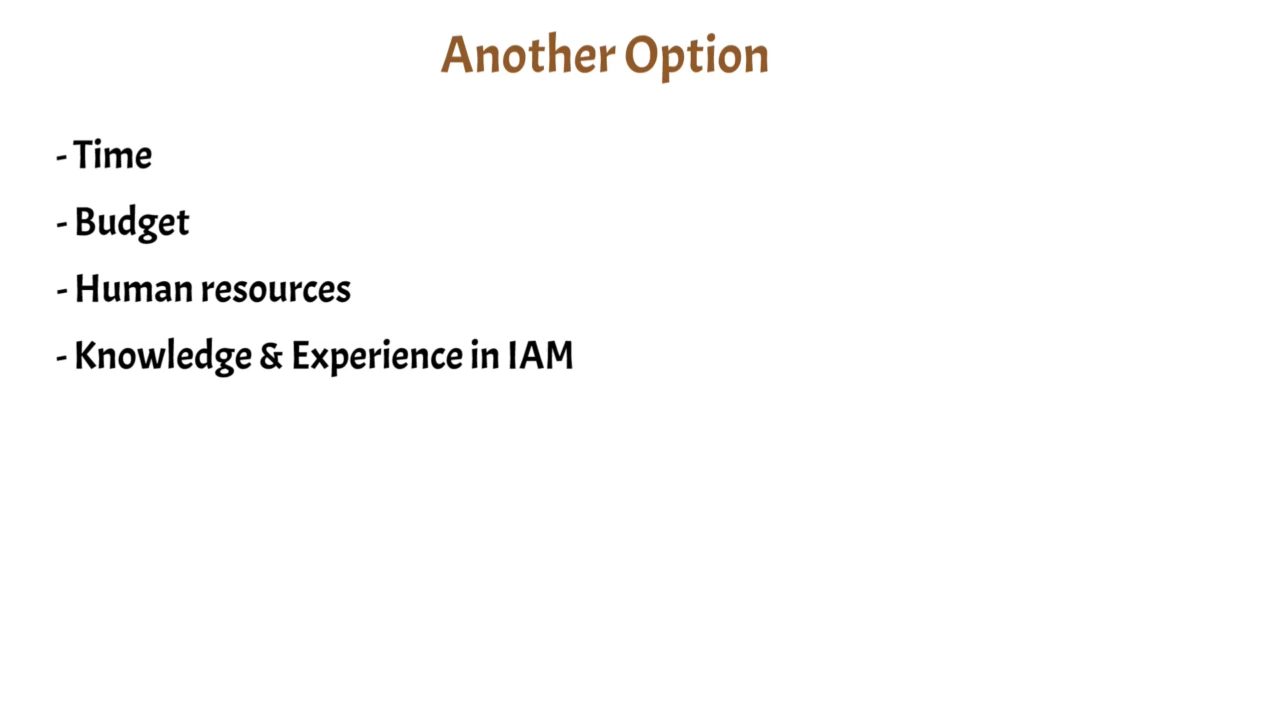 Another Option
- Time
- Budget
- Human resources
- Knowledge & Experience in IAM